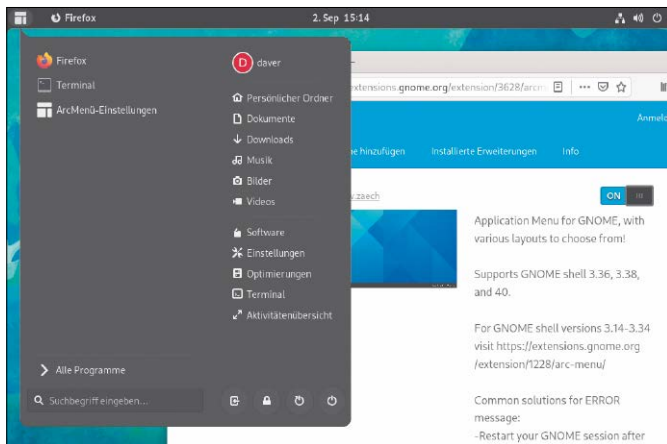 Firefox
2. Sep 15:14
Firefox
Terminal
ArcMenü-Einstellungen
D daver
Persönlicher Ordner
Dokumente
Downloads
Musik
Bilder
Videos
Software
Einstellungen
Optimierungen
Terminal
Aktivitätenübersicht
Alle Programme
Suchbegriff eingeben...
extensions.gnome.org/extension/3628/arcm
Anmeld
hinzufügen Installierte Erweiterungen Info
ON
Application Menu for GNOME, with
various layouts to choose from!
Supports GNOME shell 3.36, 3.38,
and 40.
For GNOME shell versions 3.14-3.34
visit https://extensions.gnome.org
/extension/1228/arc-menu/
Common solutions for ERROR
message:
-Restart your GNOME session after